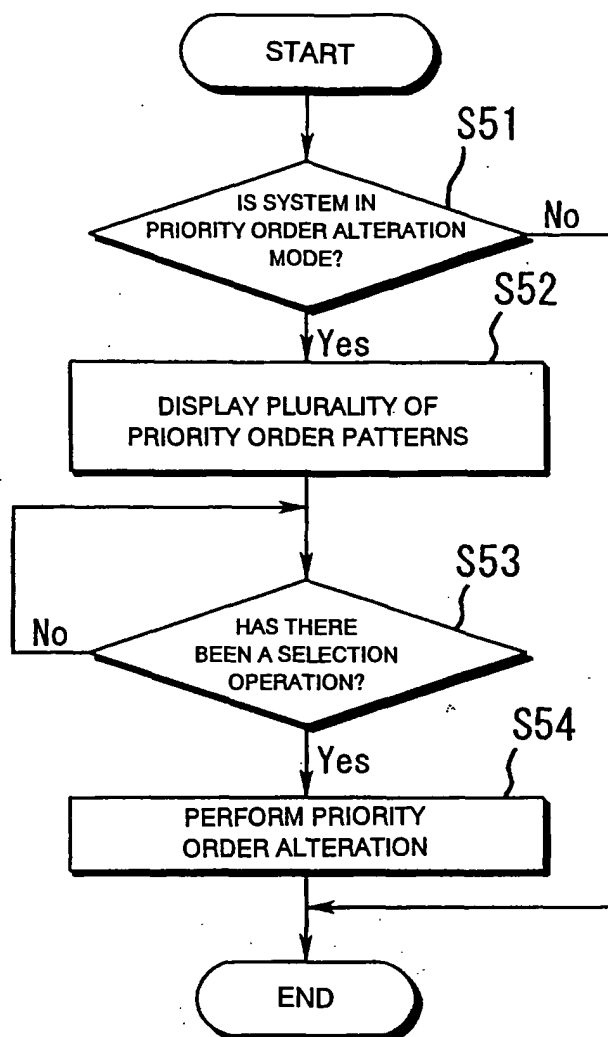 START
S51
IS SYSTEM IN
PRIORITY ORDER ALTERATION
MODE?
No
Yes
S52
DISPLAY PLURALITY OF
PRIORITY ORDER PATTERNS
S53
HAS THERE
BEEN A SELECTION
OPERATION?
No
Yes
S54
PERFORM PRIORITY
ORDER ALTERATION
END